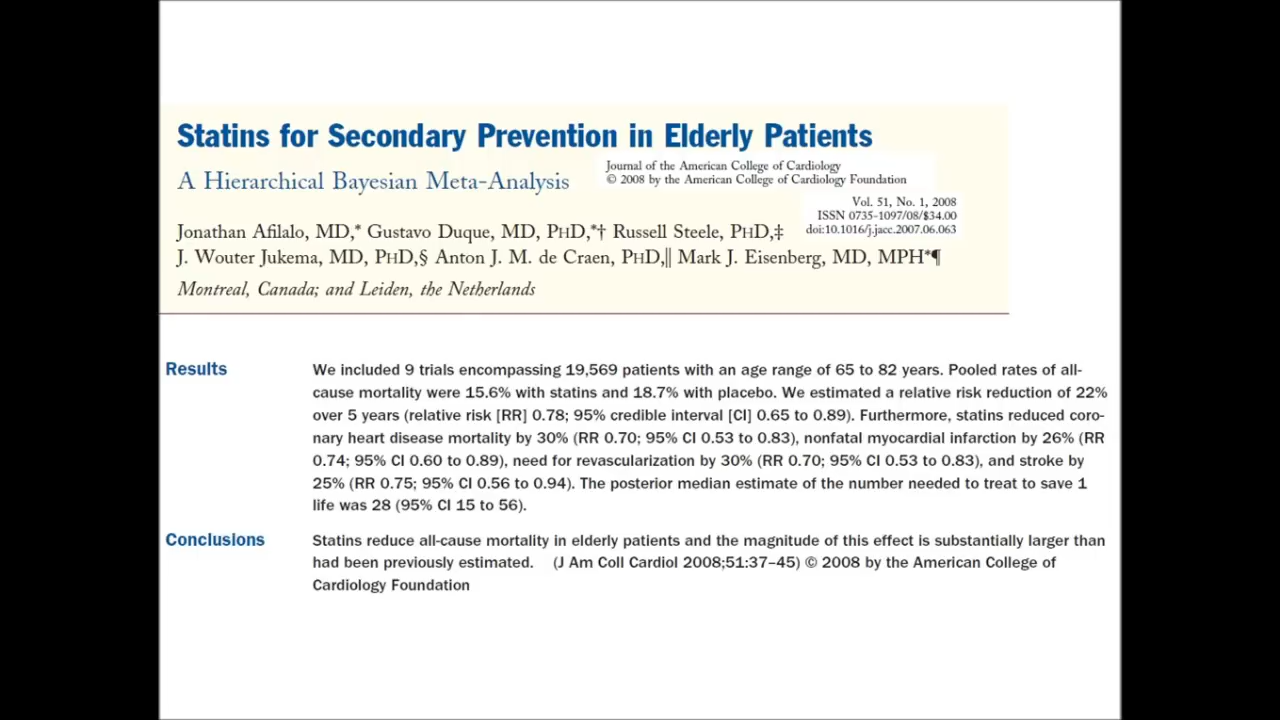 Statins for Secondary Prevention in Elderly Patients
A Hierarchical Bayesian Meta-Analysis
Journal of the American College of Cardiology
© 2008 by the American College of Cardiology Foundation
Vol. 51, No. 1, 2008
ISSN 0735-1097/08/$34.00
doi:10.1016/j.jacc.2007.06.063
Jonathan Afilalo, MD,* Gustavo Duque, MD, PHD,*† Russell Steele, PHD,‡
J. Wouter Jukema, MD, PHD,§ Anton J. M. de Craen, PHD,|| Mark J. Eisenberg, MD, MPH*¶
Montreal, Canada; and Leiden, the Netherlands
Results
We included 9 trials encompassing 19,569 patients with an age range of 65 to 82 years. Pooled rates of all-
cause mortality were 15.6% with statins and 18.7% with placebo. We estimated a relative risk reduction of 22%
over 5 years (relative risk [RR] 0.78; 95% credible interval [CI] 0.65 to 0.89). Furthermore, statins reduced coro-
nary heart disease mortality by 30% (RR 0.70; 95% CI 0.53 to 0.83), nonfatal myocardial infarction by 26% (RR
0.74; 95% CI 0.60 to 0.89), need for revascularization by 30% (RR 0.70; 95% CI 0.53 to 0.83), and stroke by
25% (RR 0.75; 95% CI 0.56 to 0.94). The posterior median estimate of the number needed to treat to save 1
life was 28 (95% CI 15 to 56).
Conclusions
Statins reduce all-cause mortality in elderly patients and the magnitude of this effect is substantially larger than
had been previously estimated. (J Am Coll Cardiol 2008;51:37–45) © 2008 by the American College of
Cardiology Foundation